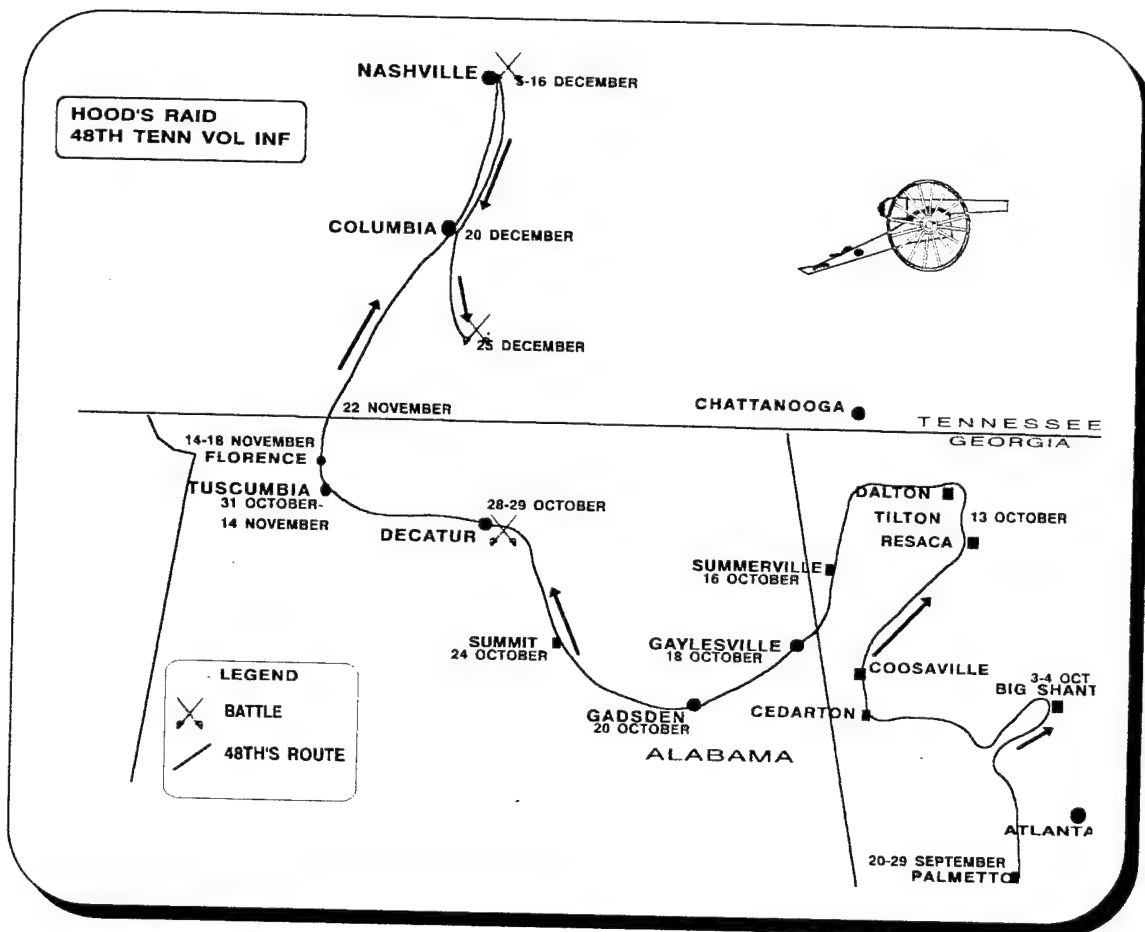 HOOD'S RAID
48TH TENN VOL INF
NASHVILLE
5-16 DECEMBER
COLUMBIA
20 DECEMBER
25 DECEMBER
22 NOVEMBER
CHATTANOOGA
TENNESSEE
GEORGIA
14-18 NOVEMBER
FLORENCE
TUSCUMBIA
31 OCTOBER-
14 NOVEMBER
28-29 OCTOBER
DECATUR
DALTON
TILTON
13 OCTOBER
RESACA
SUMMERVILLE
16 OCTOBER
SUMMIT
24 OCTOBER
GAYLESVILLE
18 OCTOBER
COOSAVILLE
3-4 OCT
BIG SHANT
CEDARTON
GADSDEN
20 OCTOBER
ALABAMA
LEGEND
BATTLE
48TH'S ROUTE
ATLANTA
20-29 SEPTEMBER
PALMETTO